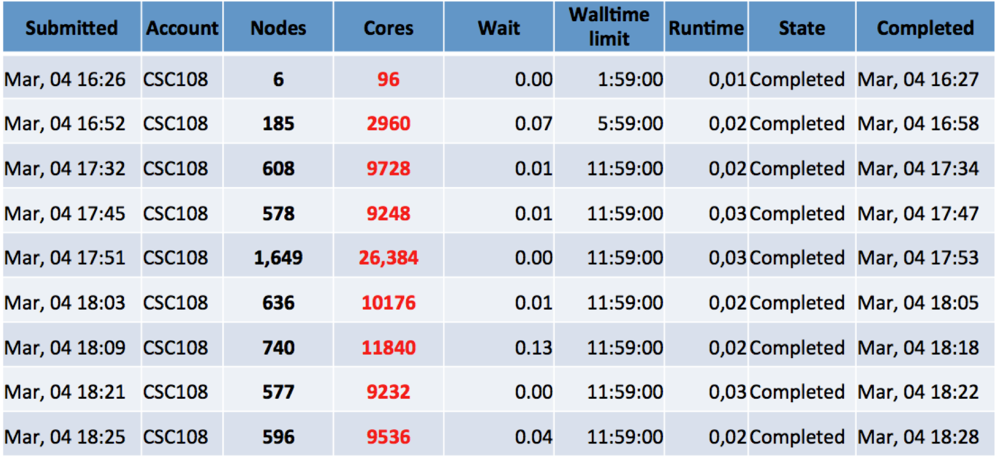 Submitted Account Nodes Cores Wait Walltime limit Runtime State Completed
Mar, 04 16:26 CSC108 6 96 0.00 1:59:00 0,01 Completed Mar, 04 16:27
Mar, 04 16:52 CSC108 185 2960 0.07 5:59:00 0,02 Completed Mar, 04 16:58
Mar, 04 17:32 CSC108 608 9728 0.01 11:59:00 0,02 Completed Mar, 04 17:34
Mar, 04 17:45 CSC108 578 9248 0.01 11:59:00 0,03 Completed Mar, 04 17:47
Mar, 04 17:51 CSC108 1,649 26,384 0.00 11:59:00 0,03 Completed Mar, 04 17:53
Mar, 04 18:03 CSC108 636 10176 0.01 11:59:00 0,02 Completed Mar, 04 18:05
Mar, 04 18:09 CSC108 740 11840 0.13 11:59:00 0,02 Completed Mar, 04 18:18
Mar, 04 18:21 CSC108 577 9232 0.00 11:59:00 0,03 Completed Mar, 04 18:22
Mar, 04 18:25 CSC108 596 9536 0.04 11:59:00 0,02 Completed Mar, 04 18:28